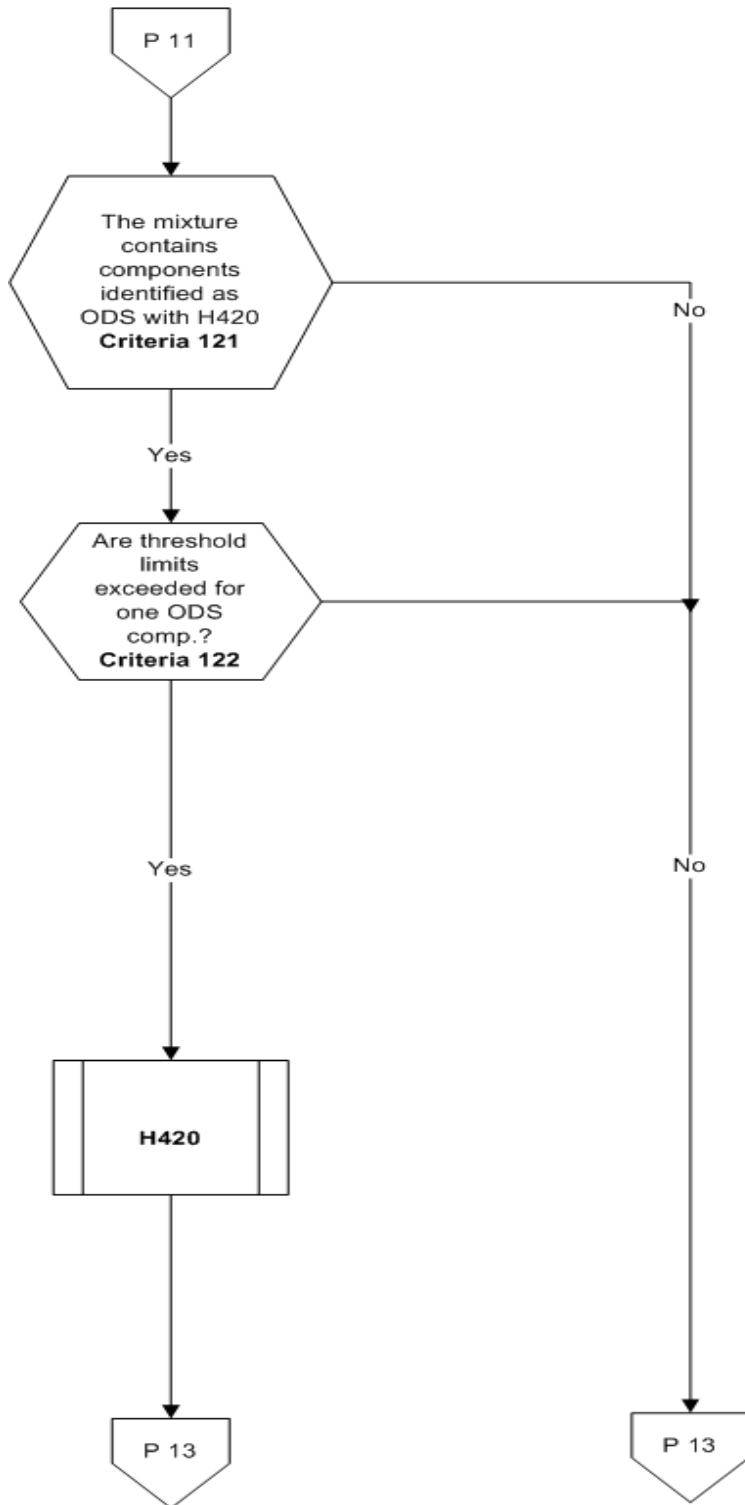 P 11
The mixture
contains
components
identified as
ODS with H420
Criteria 121
No
Yes
Are threshold
limits
exceeded for
one ODS
comp.?
Criteria 122
Yes
No
H420
P 13
P 13